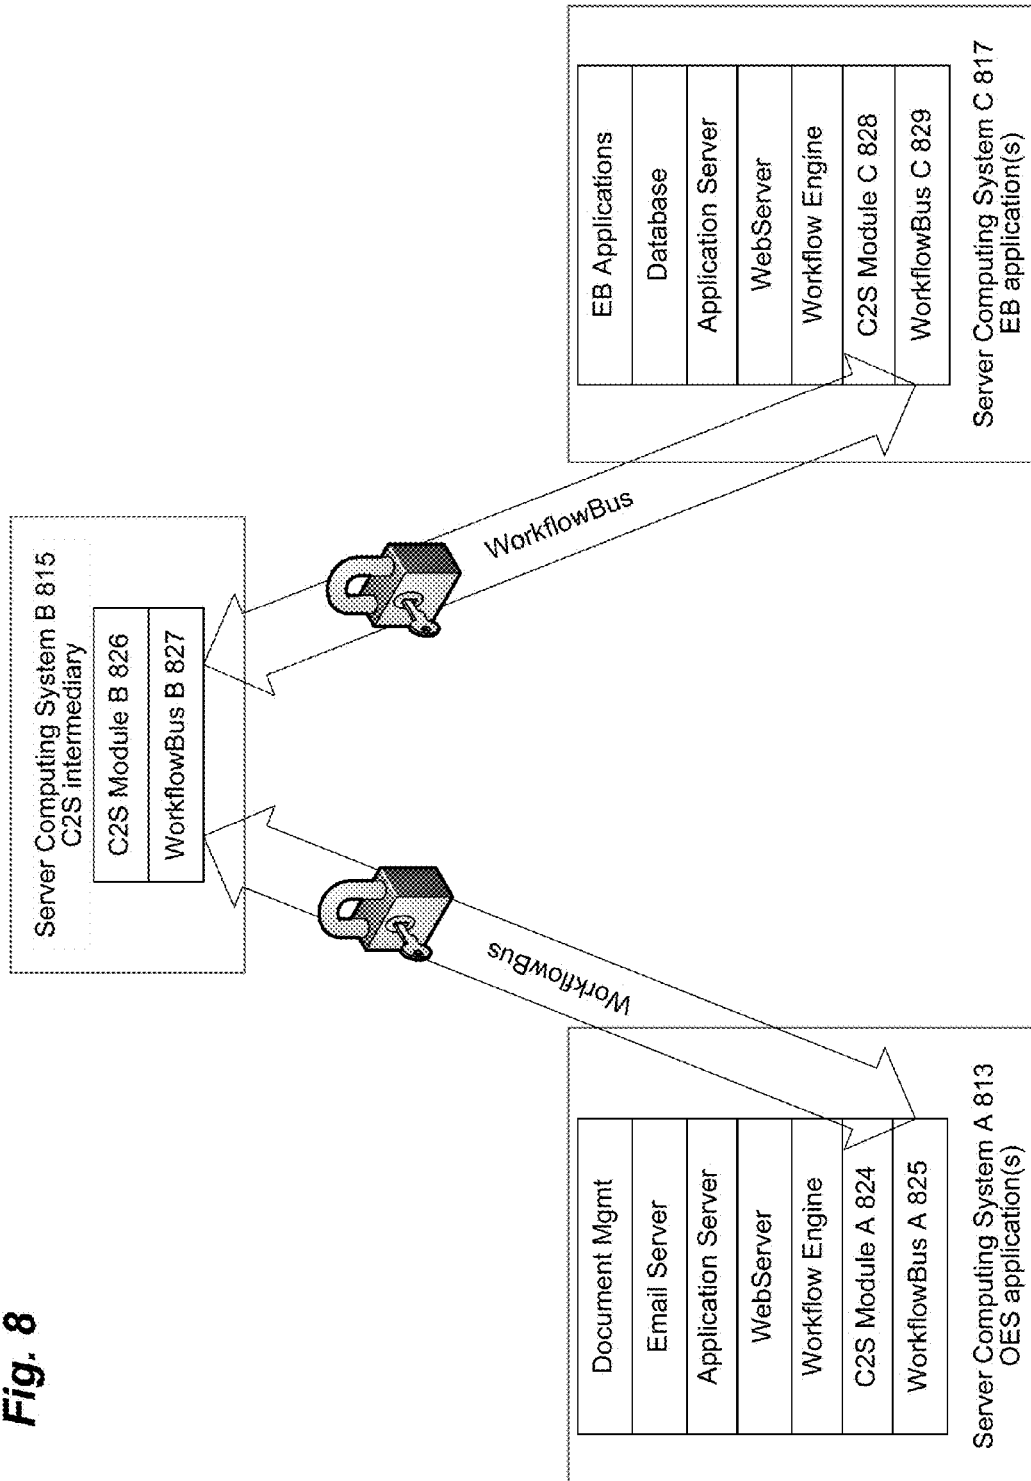 Fig. 8
Server Computing System B 815
C2S intermediary
C2S Module B 826
WorkflowBus B 827
WorkflowBus
WorkflowBus
Document Mgmt
Email Server
Application Server
WebServer
Workflow Engine
C2S Module A 824
WorkflowBus A 825
Server Computing System A 813
OES application(s)
EB Applications
Database
Application Server
WebServer
Workflow Engine
C2S Module C 828
WorkflowBus C 829
Server Computing System C 817
EB application(s)